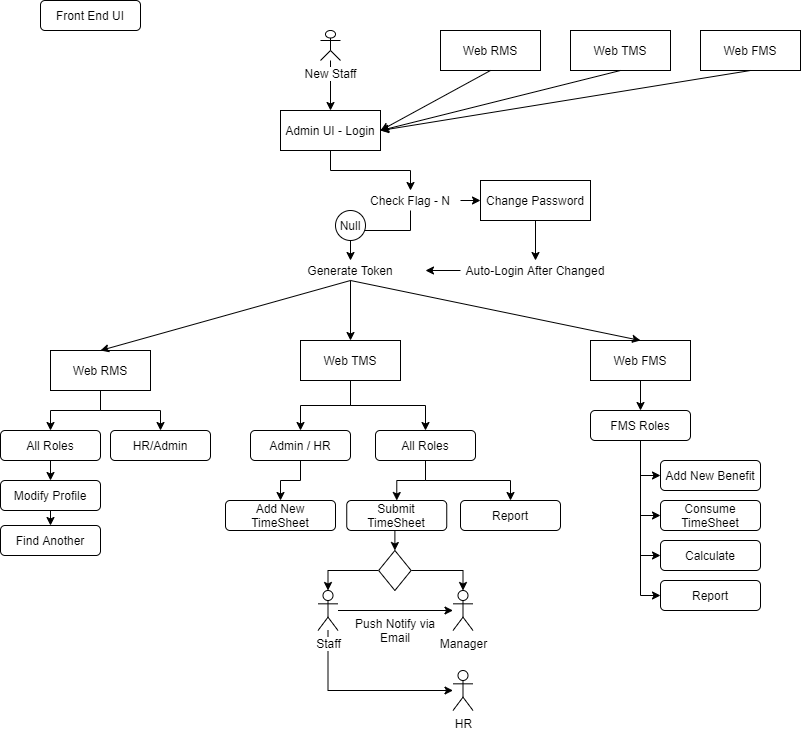 Front End UI
New Staff
Web RMS
Web TMS
Web FMS
Admin UI - Login
Check Flag - N
Change Password
Null
Generate Token
Auto-Login After Changed
Web RMS
Web TMS
Web FMS
All Roles
HR/Admin
Admin / HR
All Roles
FMS Roles
Modify Profile
Find Another
Add New
TimeSheet
Submit
TimeSheet
Report
Add New Benefit
Consume
TimeSheet
Calculate
Report
Staff
Push Notify via
Email
Manager
HR